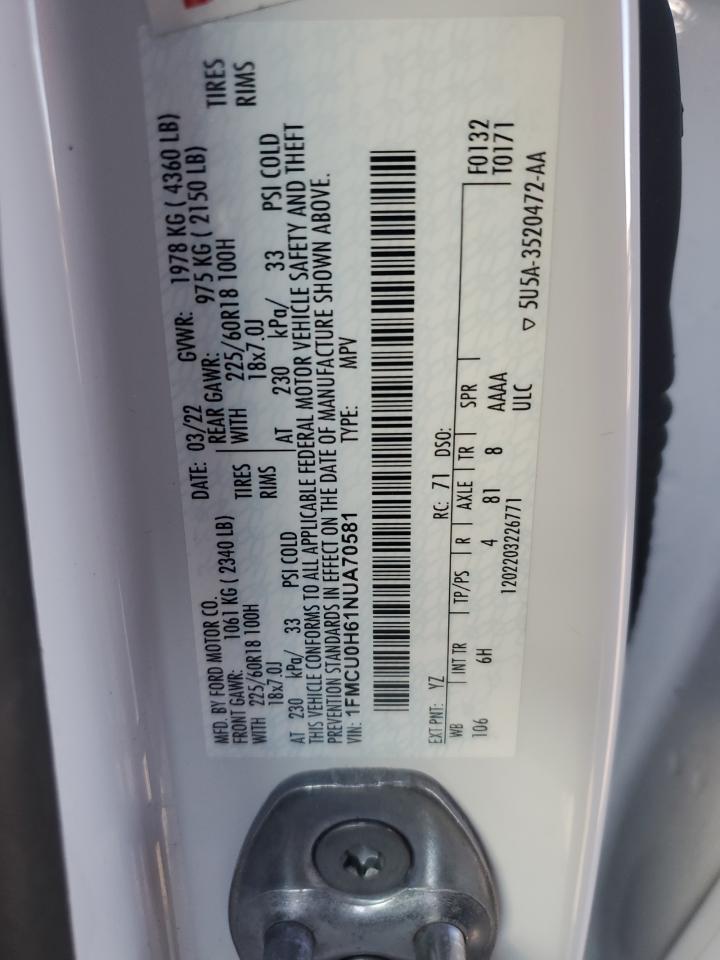 MFD. BY FORD MOTOR CO.
DATE: 03/22 GVWR: 1978 KG ( 4360 LB)
FRONT GAWR: 1061 KG ( 2340 LB)
REAR GAWR: 975 KG ( 2150 LB)
WITH 225/60R18 100H TIRES
WITH 225/60R18 100H TIRES
18x7.0J RIMS
18x7.0J RIMS
AT 230 kPa/ 33 PSI COLD
AT 230 kPa/ 33 PSI COLD
THIS VEHICLE CONFORMS TO ALL APPLICABLE FEDERAL MOTOR VEHICLE SAFETY AND THEFT
PREVENTION STANDARDS IN EFFECT ON THE DATE OF MANUFACTURE SHOWN ABOVE.
VIN: 1FMCU0H61NUA70581 TYPE: MPV
EXT PNT: YZ RC: 71 DSO: F0132
T0171
WB INT TR TP/PS R AXLE TR SPR
106 6H 4 81 8 AAAA
ULC
1202203226771 ▽ 5U5A-3520472-AA